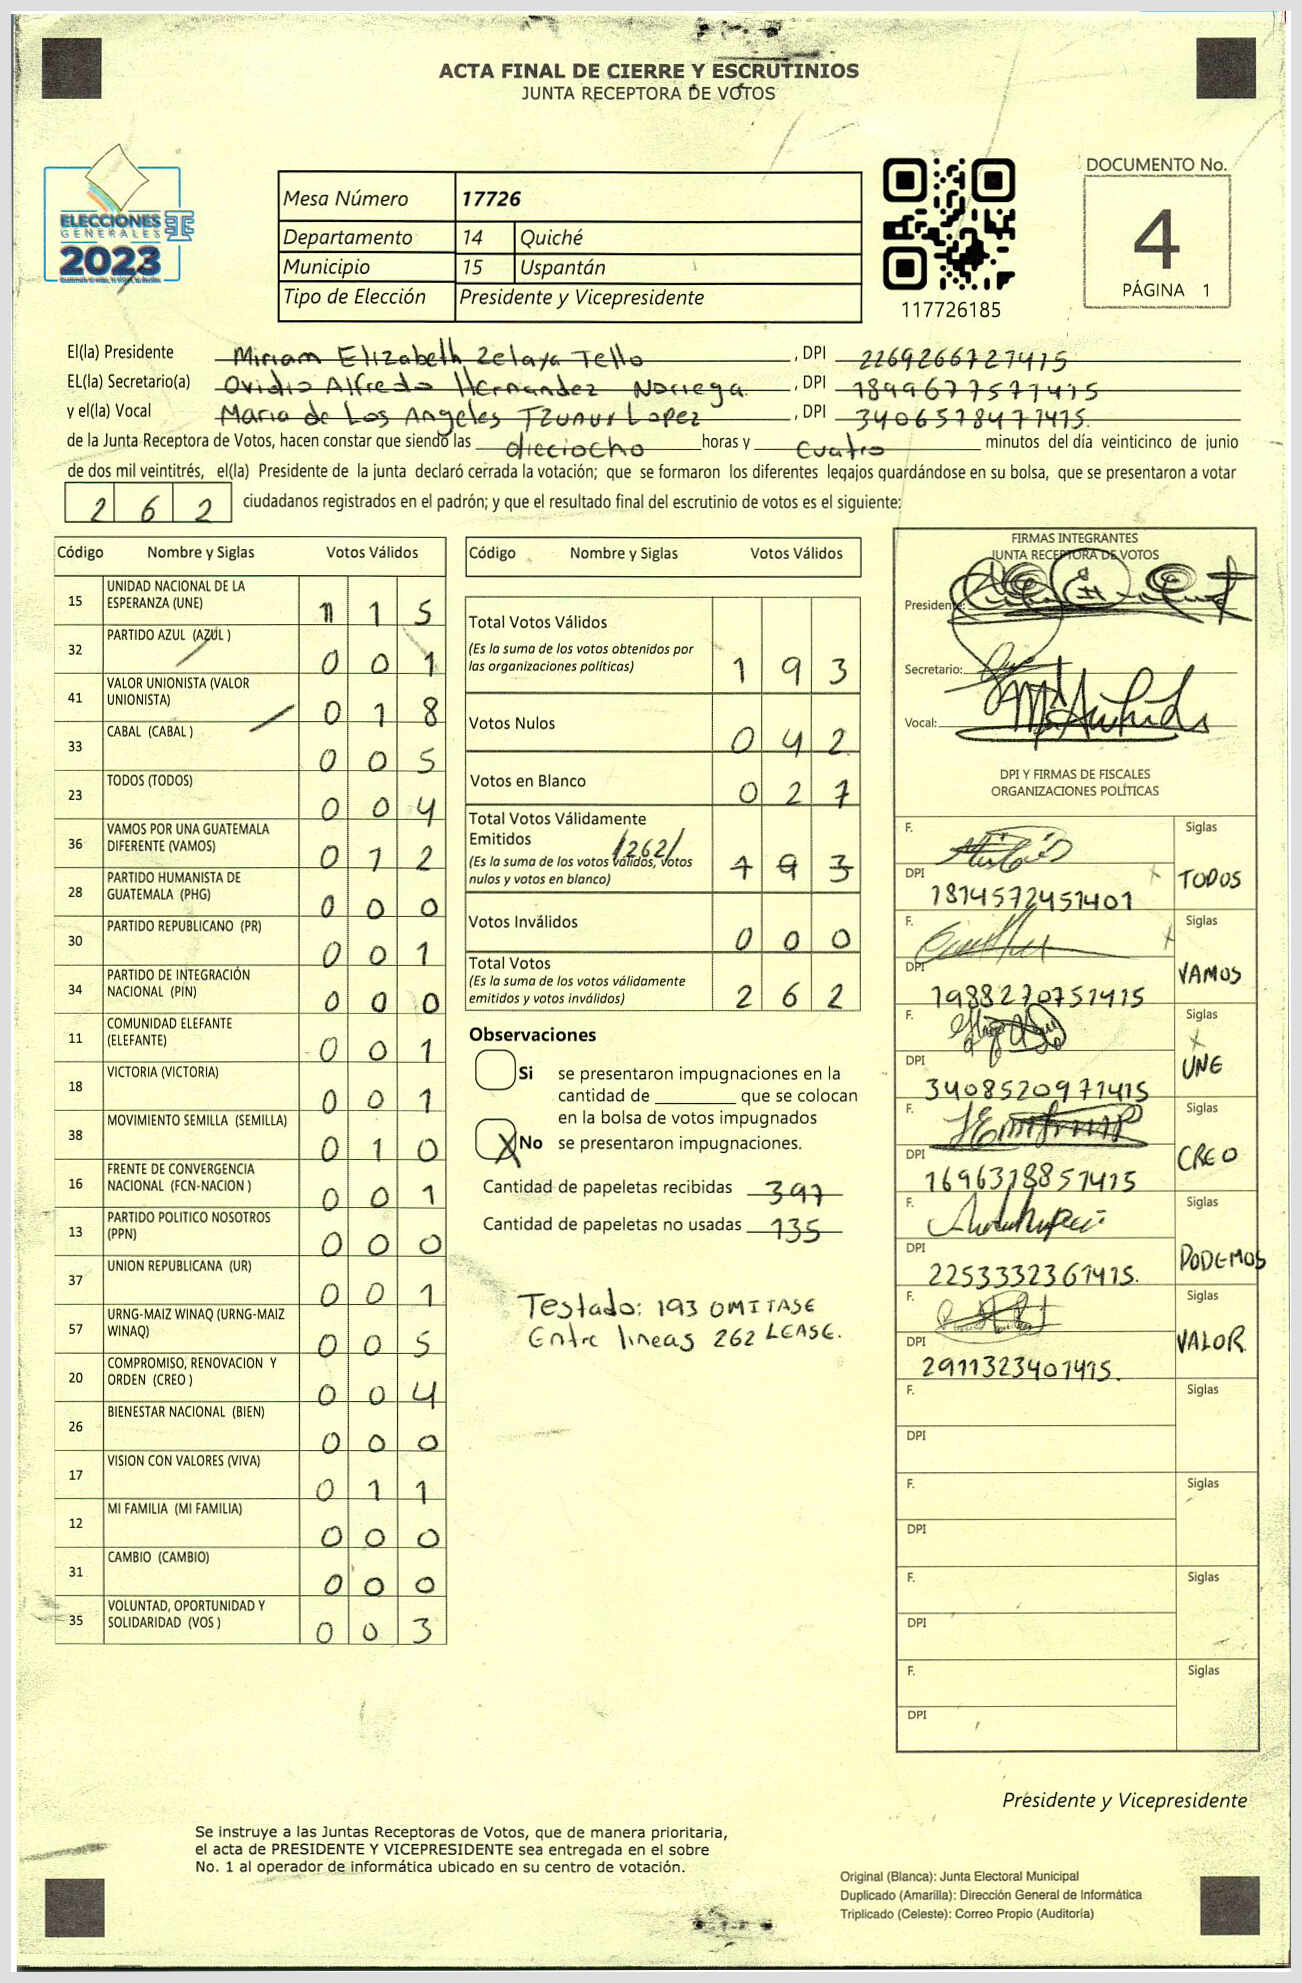 ACTA FINAL DE CIERRE Y ESCRUTINIOS
JUNTA RECEPTORA DE VOTOS
ELECCIONES
GENERALES
2023
Mesa Número 17726
Departamento 14 Quiché
Municipio 15 Uspantán
Tipo de Elección Presidente y Vicepresidente
117726185
DOCUMENTO No.
4
PÁGINA 1
El(la) Presidente Miriam Elizabeth Zelaya Tello, DPI 2269266721415
EL(la) Secretario(a) Ovidio Alfredo Hernandez Noriega, DPI 1899677571415
y el(la) Vocal Maria de Los Angeles Tzunux Lopez, DPI 3406578471415.
de la Junta Receptora de Votos, hacen constar que siendo las dieciocho horas y cuatro minutos del día veinticinco de junio
de dos mil veintitrés, el(la) Presidente de la junta declaró cerrada la votación; que se formaron los diferentes legajos guardándose en su bolsa, que se presentaron a votar
2 6 2 ciudadanos registrados en el padrón; y que el resultado final del escrutinio de votos es el siguiente:
Código Nombre y Siglas Votos Válidos
15 UNIDAD NACIONAL DE LA
ESPERANZA (UNE) 1 1 5
32 PARTIDO AZUL (AZUL ) 0 0 1
41 VALOR UNIONISTA (VALOR
UNIONISTA) 0 1 8
33 CABAL (CABAL ) 0 0 5
23 TODOS (TODOS) 0 0 4
36 VAMOS POR UNA GUATEMALA
DIFERENTE (VAMOS) 0 1 2
28 PARTIDO HUMANISTA DE
GUATEMALA (PHG) 0 0 0
30 PARTIDO REPUBLICANO (PR) 0 0 1
34 PARTIDO DE INTEGRACIÓN
NACIONAL (PIN) 0 0 0
11 COMUNIDAD ELEFANTE
(ELEFANTE) 0 0 1
18 VICTORIA (VICTORIA) 0 0 1
38 MOVIMIENTO SEMILLA (SEMILLA) 0 1 0
16 FRENTE DE CONVERGENCIA
NACIONAL (FCN-NACION ) 0 0 1
13 PARTIDO POLITICO NOSOTROS
(PPN) 0 0 0
37 UNION REPUBLICANA (UR) 0 0 1
57 URNG-MAIZ WINAQ (URNG-MAIZ
WINAQ) 0 0 5
20 COMPROMISO, RENOVACION Y
ORDEN (CREO ) 0 0 4
26 BIENESTAR NACIONAL (BIEN) 0 0 0
17 VISION CON VALORES (VIVA) 0 1 1
12 MI FAMILIA (MI FAMILIA) 0 0 0
31 CAMBIO (CAMBIO) 0 0 0
35 VOLUNTAD, OPORTUNIDAD Y
SOLIDARIDAD (VOS ) 0 0 3
Código Nombre y Siglas Votos Válidos
Total Votos Válidos
(Es la suma de los votos obtenidos por
las organizaciones políticas) 1 9 3
Votos Nulos 0 4 2
Votos en Blanco 0 2 7
Total Votos Válidamente
Emitidos /262/
(Es la suma de los votos válidos, votos
nulos y votos en blanco) 1 9 3
Votos Inválidos 0 0 0
Total Votos
(Es la suma de los votos válidamente
emitidos y votos inválidos) 2 6 2
Observaciones
Si se presentaron impugnaciones en la
cantidad de ________ que se colocan
en la bolsa de votos impugnados
X No se presentaron impugnaciones.
Cantidad de papeletas recibidas 397
Cantidad de papeletas no usadas 135
Testado: 193 OMITASE
Entre lineas 262 LEASE.
FIRMAS INTEGRANTES
JUNTA RECEPTORA DE VOTOS
Presidente:
Secretario:
Vocal:
DPI Y FIRMAS DE FISCALES
ORGANIZACIONES POLÍTICAS
F. Siglas
DPI 1814572451401 TODOS
F. Siglas
DPI 1988270751415 VAMOS
F. Siglas
DPI 3408520971415 UNE
F. Siglas
DPI 1696318851415 CREO
F. Siglas
DPI 2253332361415. PODEMOS
F. Siglas
DPI 2911323401415. VALOR
F. Siglas
DPI
F. Siglas
DPI
F. Siglas
DPI
F. Siglas
DPI
Presidente y Vicepresidente
Se instruye a las Juntas Receptoras de Votos, que de manera prioritaria,
el acta de PRESIDENTE Y VICEPRESIDENTE sea entregada en el sobre
No. 1 al operador de informática ubicado en su centro de votación.
Original (Blanca): Junta Electoral Municipal
Duplicado (Amarilla): Dirección General de Informática
Triplicado (Celeste): Correo Propio (Auditoría)